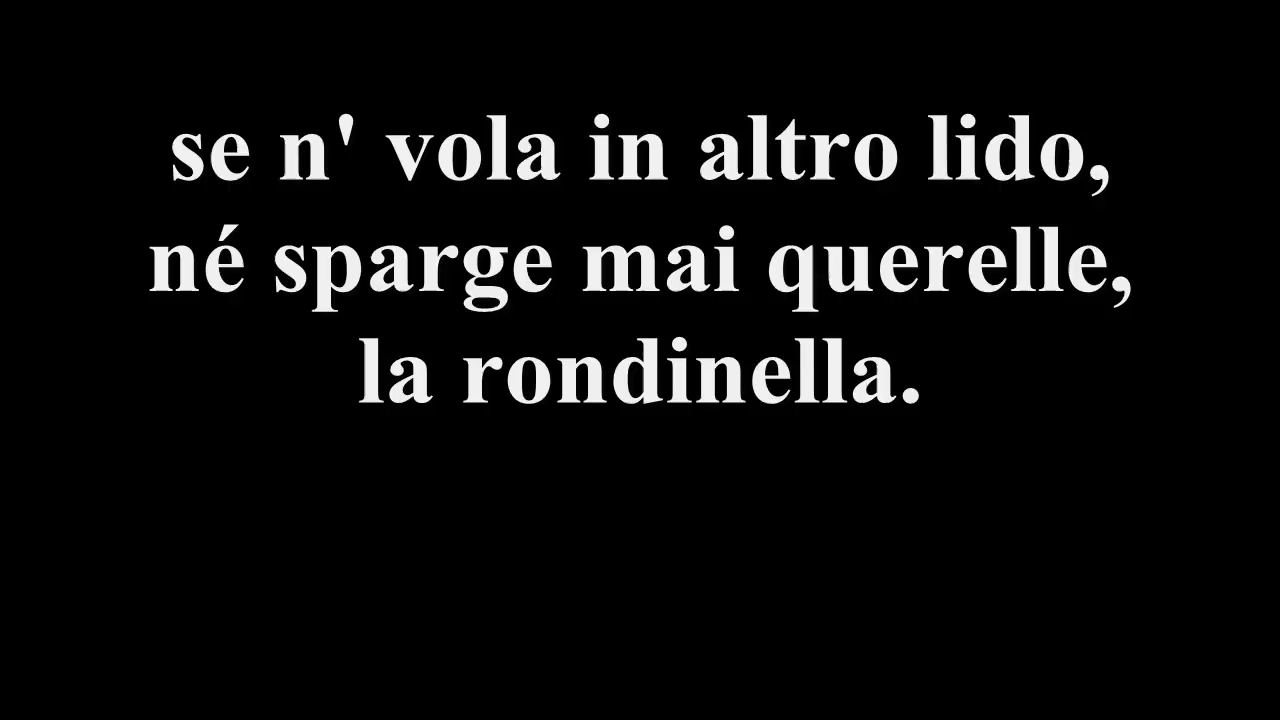 se n' vola in altro lido,
né sparge mai querelle,
la rondinella.